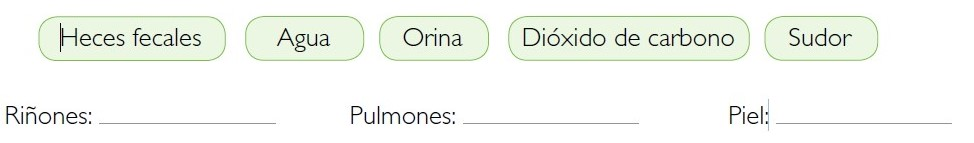 Heces fecales Agua Orina Dióxido de carbono Sudor
Riñones: Pulmones: Piel: